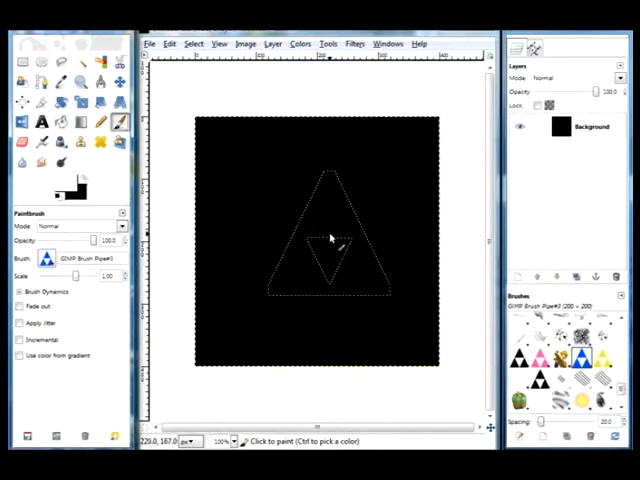 File Edit Select View Image Layer Colors Tools Filters Windows Help
Paintbrush
Mode: Normal
Opacity: 100.0
Brush: GIMP Brush Pipe#3
Scale 1.00
Brush Dynamics
Fade out
Apply Jitter
Incremental
Use color from gradient
220.0, 167.0 px 100% Click to paint (Ctrl to pick a color)
Layers
Mode: Normal
Opacity 100.0
Lock:
Background
Brushes
GIMP Brush Pipe#3 (200 × 200)
Spacing: 20.0